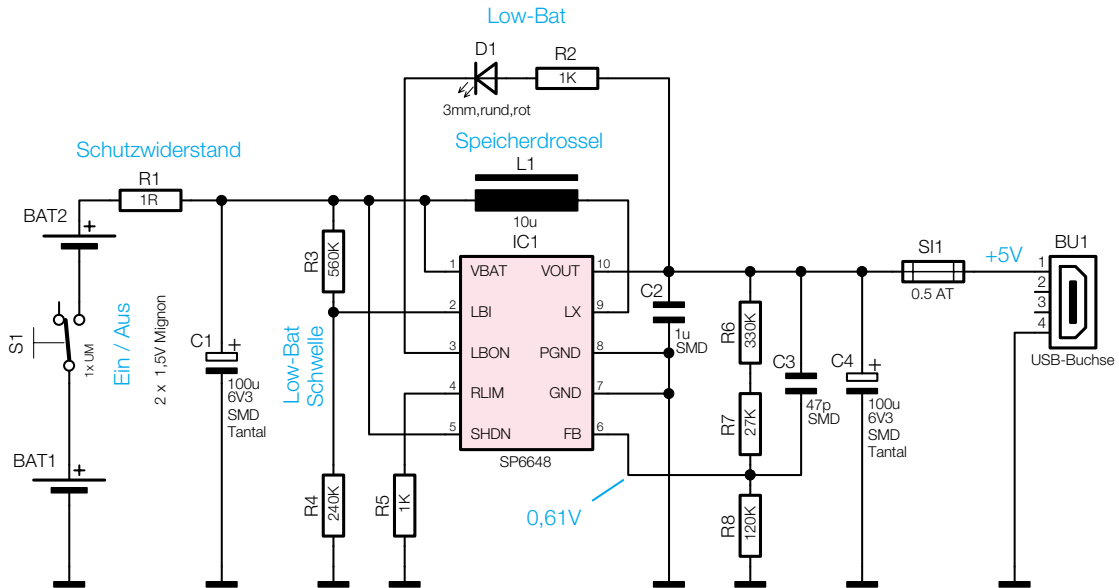 Low-Bat
D1
R2
1K
3mm,rund,rot
Schutzwiderstand
Speicherdrossel
R1
1R
L1
10u
BAT2
+
IC1
SP6648
1 VBAT
2 LBI
3 LBON
4 RLIM
5 SHDN
VOUT 10
LX 9
PGND 8
GND 7
FB 6
R3
560K
S1
1x UM
Ein / Aus
2 x 1,5V Mignon
C1
+
100u
6V3
SMD
Tantal
Low-Bat
Schwelle
BAT1
+
R4
240K
R5
1K
0,61V
C2
1u
SMD
R6
330K
R7
27K
R8
120K
C3
47p
SMD
C4
+
100u
6V3
SMD
Tantal
SI1
0.5 AT
+5V
BU1
1
2
3
4
USB-Buchse